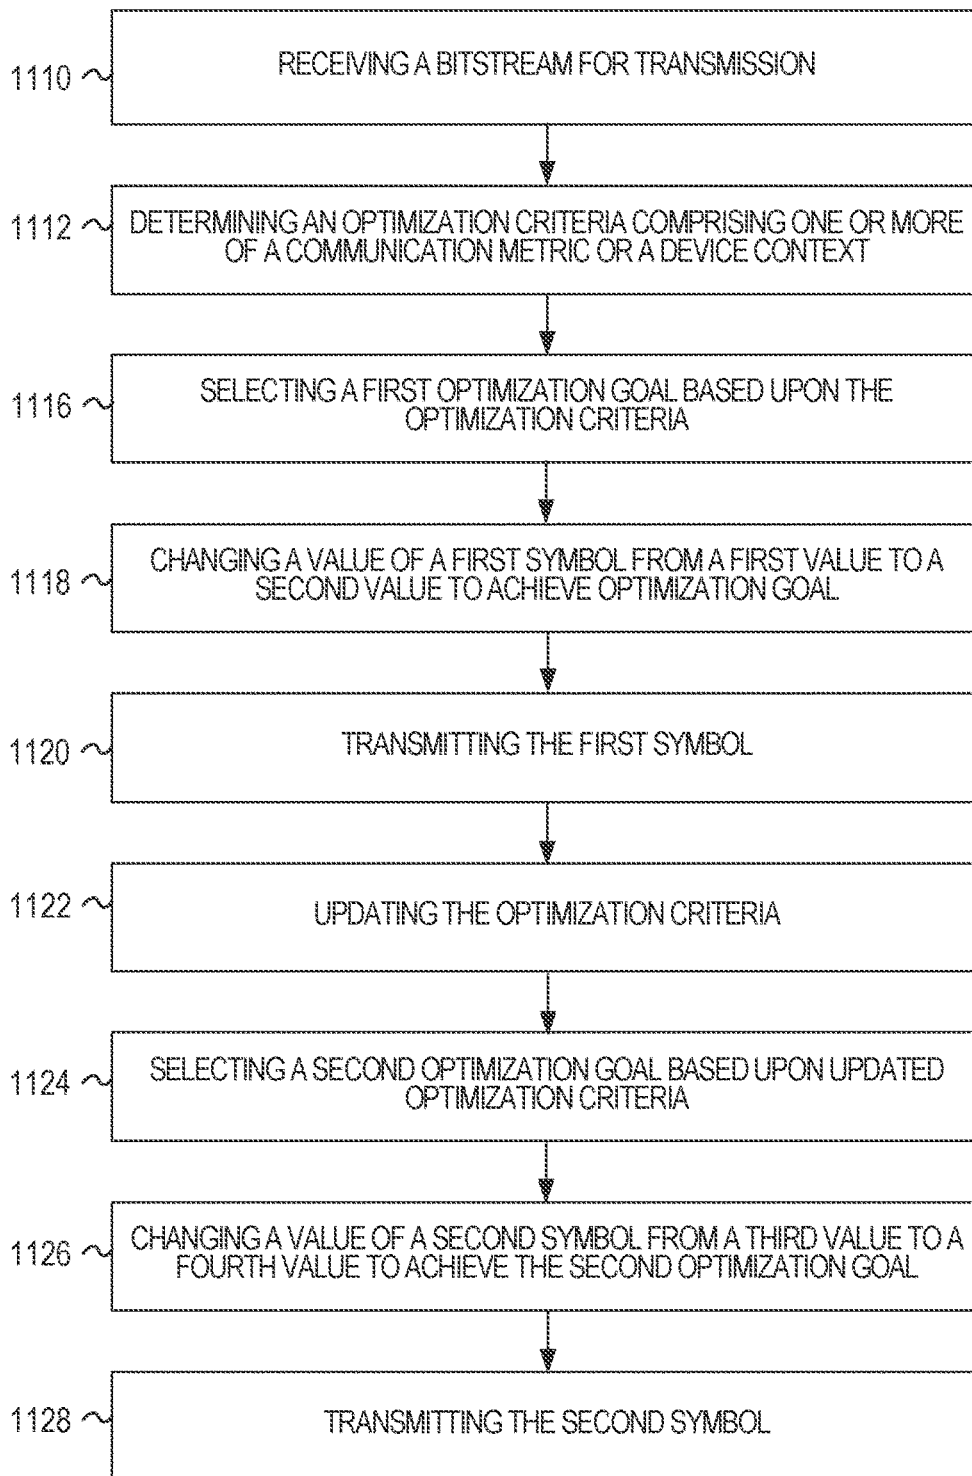 1110
RECEIVING A BITSTREAM FOR TRANSMISSION
1112
DETERMINING AN OPTIMIZATION CRITERIA COMPRISING ONE OR MORE
OF A COMMUNICATION METRIC OR A DEVICE CONTEXT
1116
SELECTING A FIRST OPTIMIZATION GOAL BASED UPON THE
OPTIMIZATION CRITERIA
1118
CHANGING A VALUE OF A FIRST SYMBOL FROM A FIRST VALUE TO A
SECOND VALUE TO ACHIEVE OPTIMIZATION GOAL
1120
TRANSMITTING THE FIRST SYMBOL
1122
UPDATING THE OPTIMIZATION CRITERIA
1124
SELECTING A SECOND OPTIMIZATION GOAL BASED UPON UPDATED
OPTIMIZATION CRITERIA
1126
CHANGING A VALUE OF A SECOND SYMBOL FROM A THIRD VALUE TO A
FOURTH VALUE TO ACHIEVE THE SECOND OPTIMIZATION GOAL
1128
TRANSMITTING THE SECOND SYMBOL